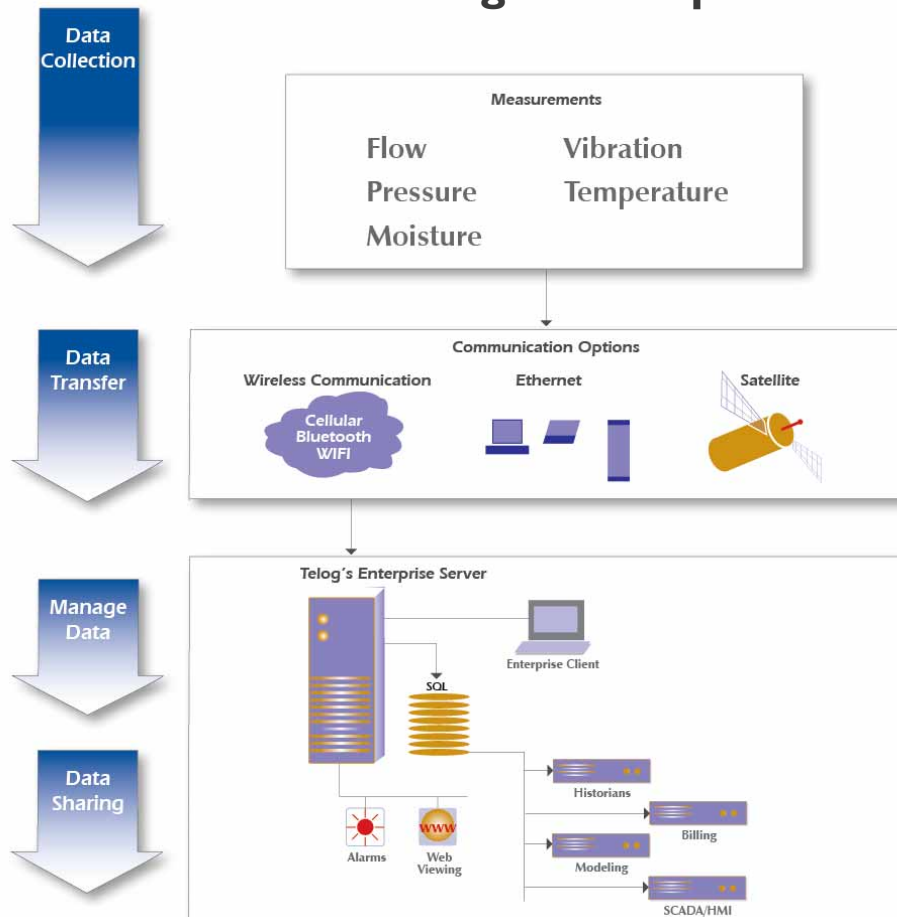 Data
Collection
Measurements
Flow
Vibration
Pressure
Temperature
Moisture
Data
Transfer
Communication Options
Wireless Communication
Ethernet
Satellite
Cellular
Bluetooth
WIFI
Telog's Enterprise Server
Manage
Data
Enterprise Client
SQL
Data
Sharing
Historians
Billing
Modeling
SCADA/HMI
www
Alarms
Web
Viewing